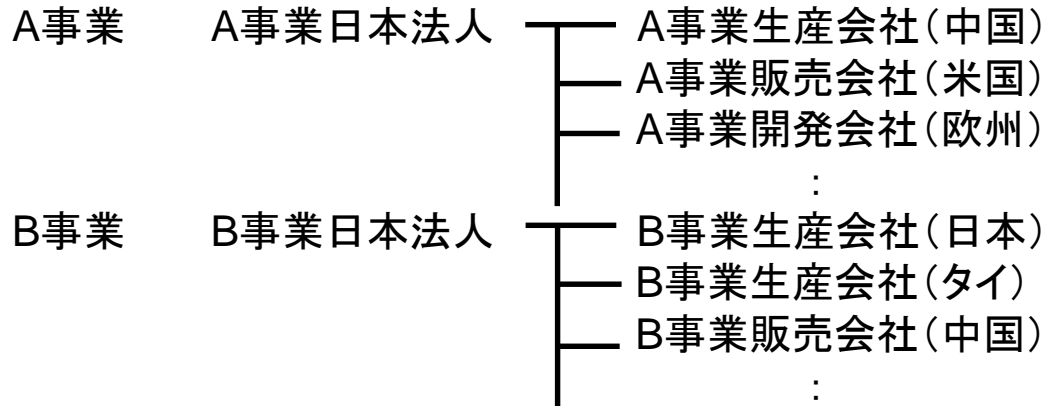 A事業 A事業日本法人 A事業生産会社（中国）
A事業販売会社（米国）
A事業開発会社（欧州）
：
B事業 B事業日本法人 B事業生産会社（日本）
B事業生産会社（タイ）
B事業販売会社（中国）
：